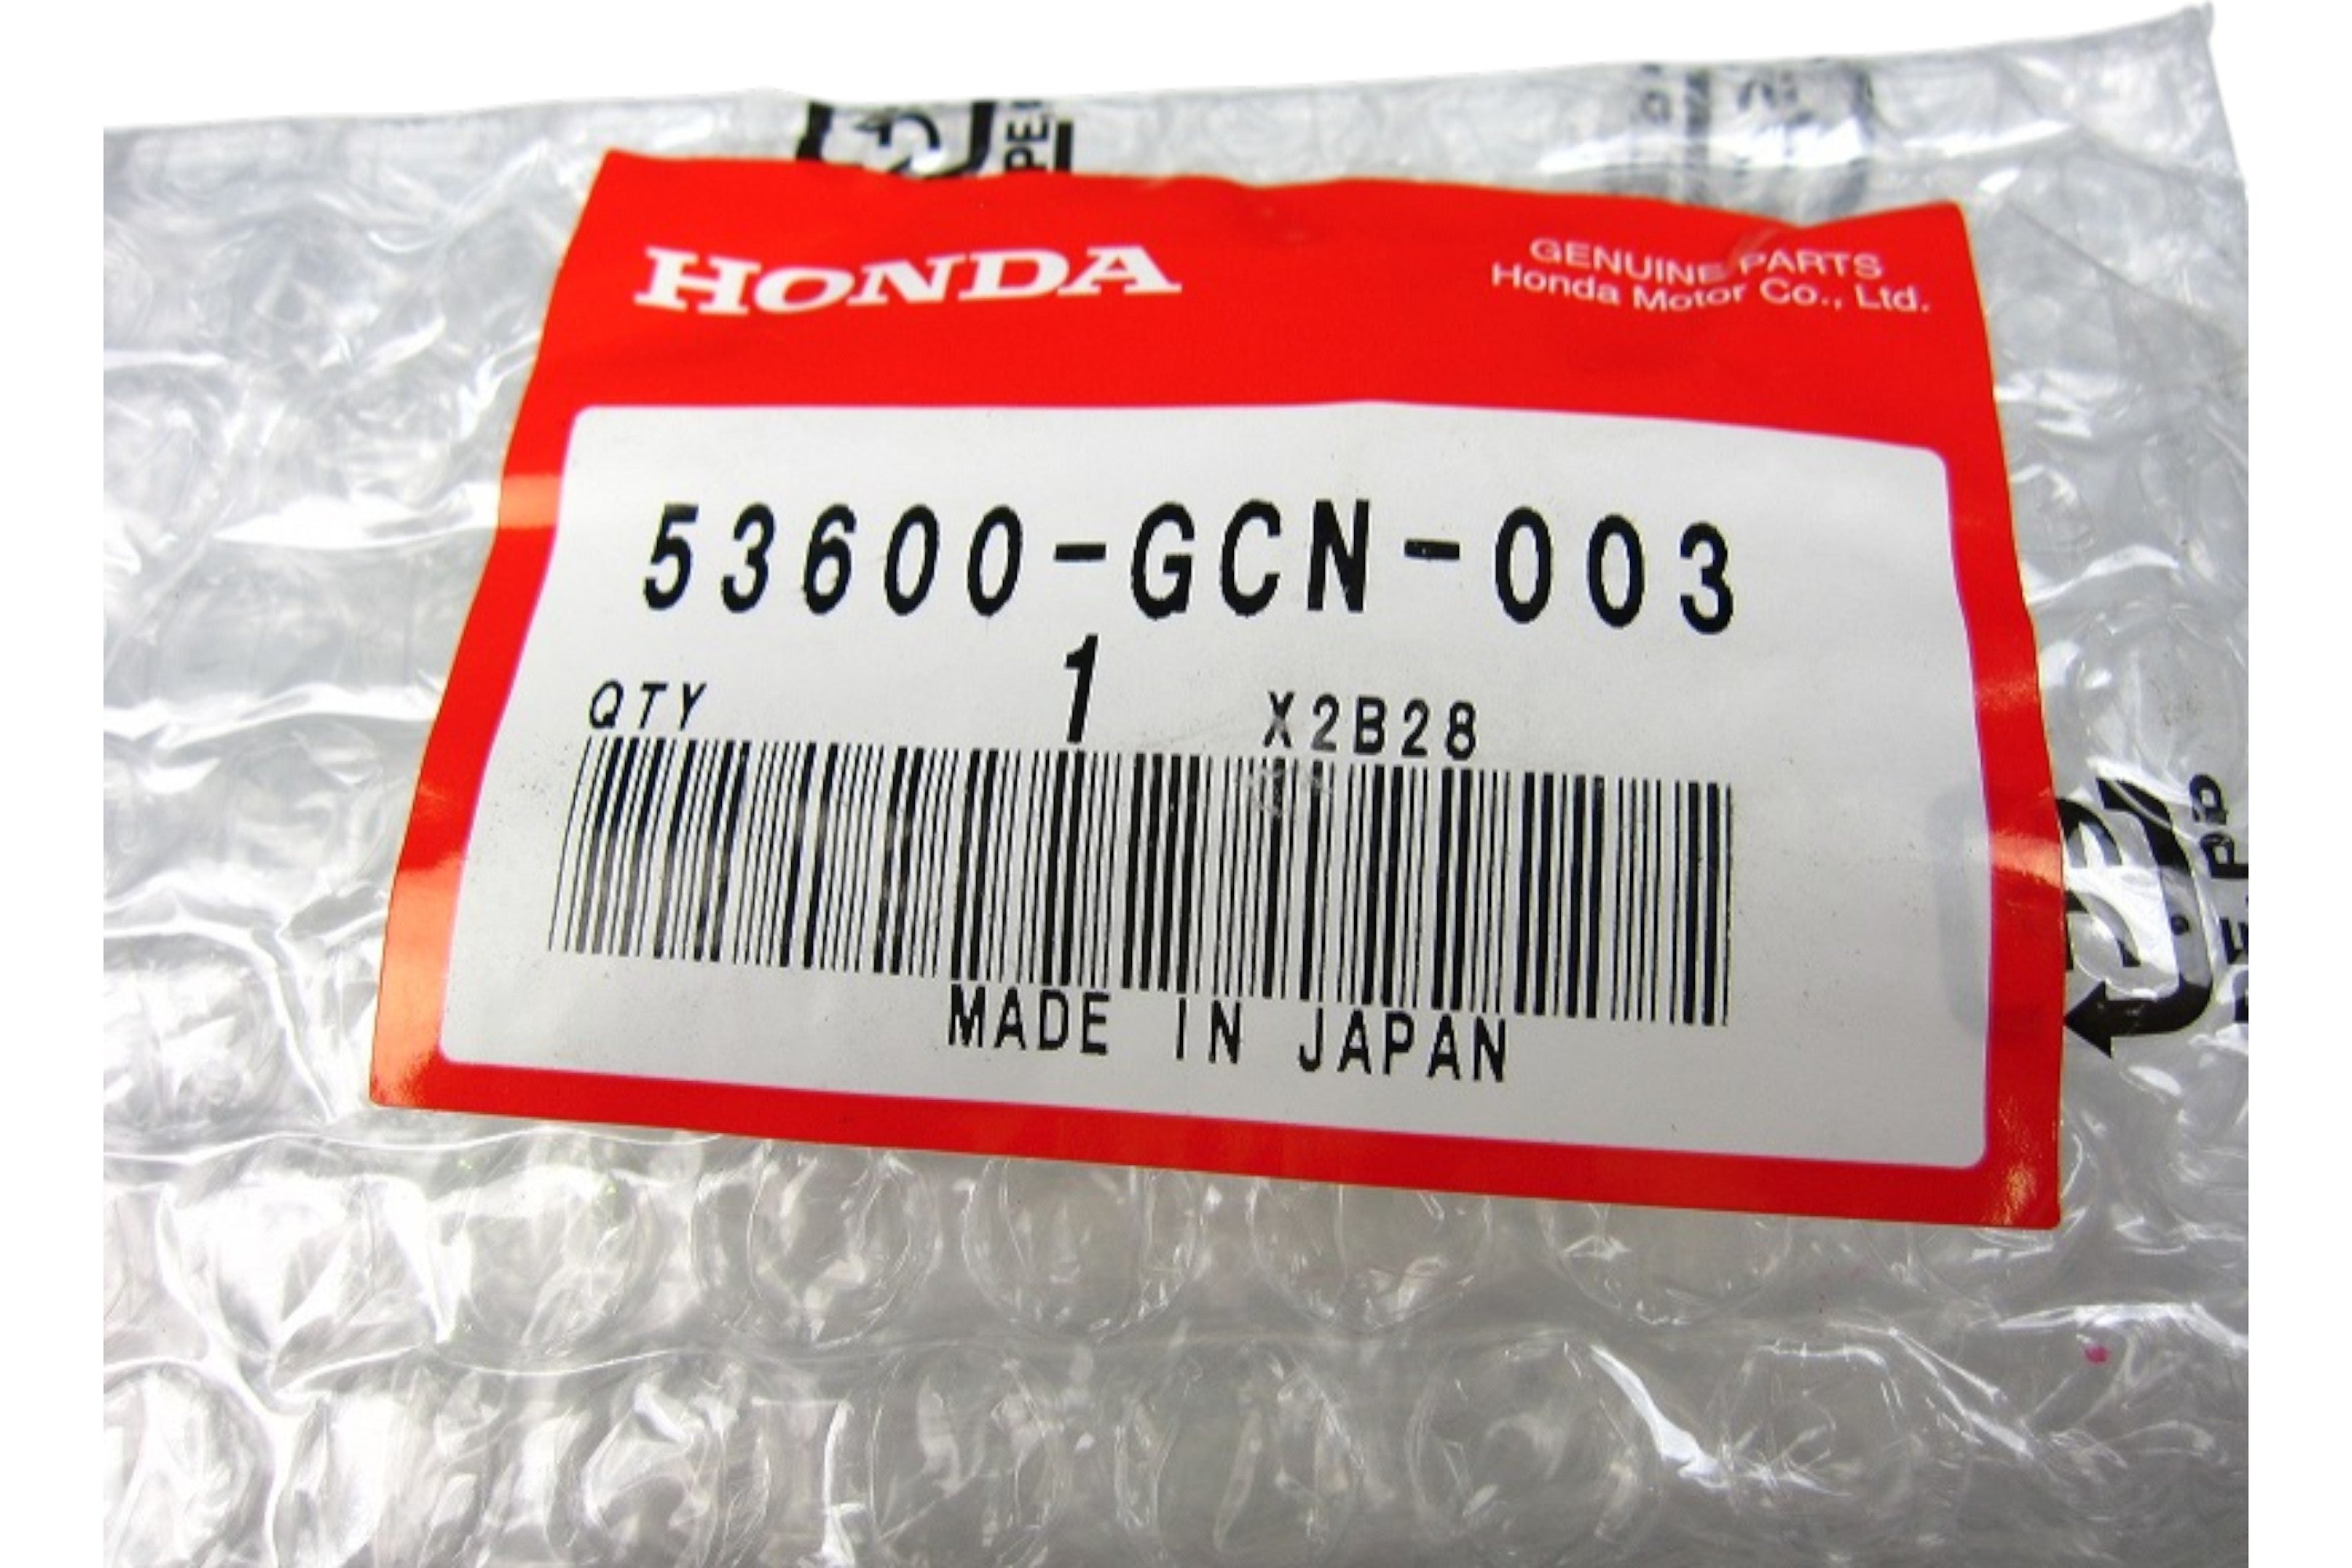 HONDA
GENUINE PARTS
Honda Motor Co., Ltd.
53600-GCN-003
QTY 1 X2B28
MADE IN JAPAN